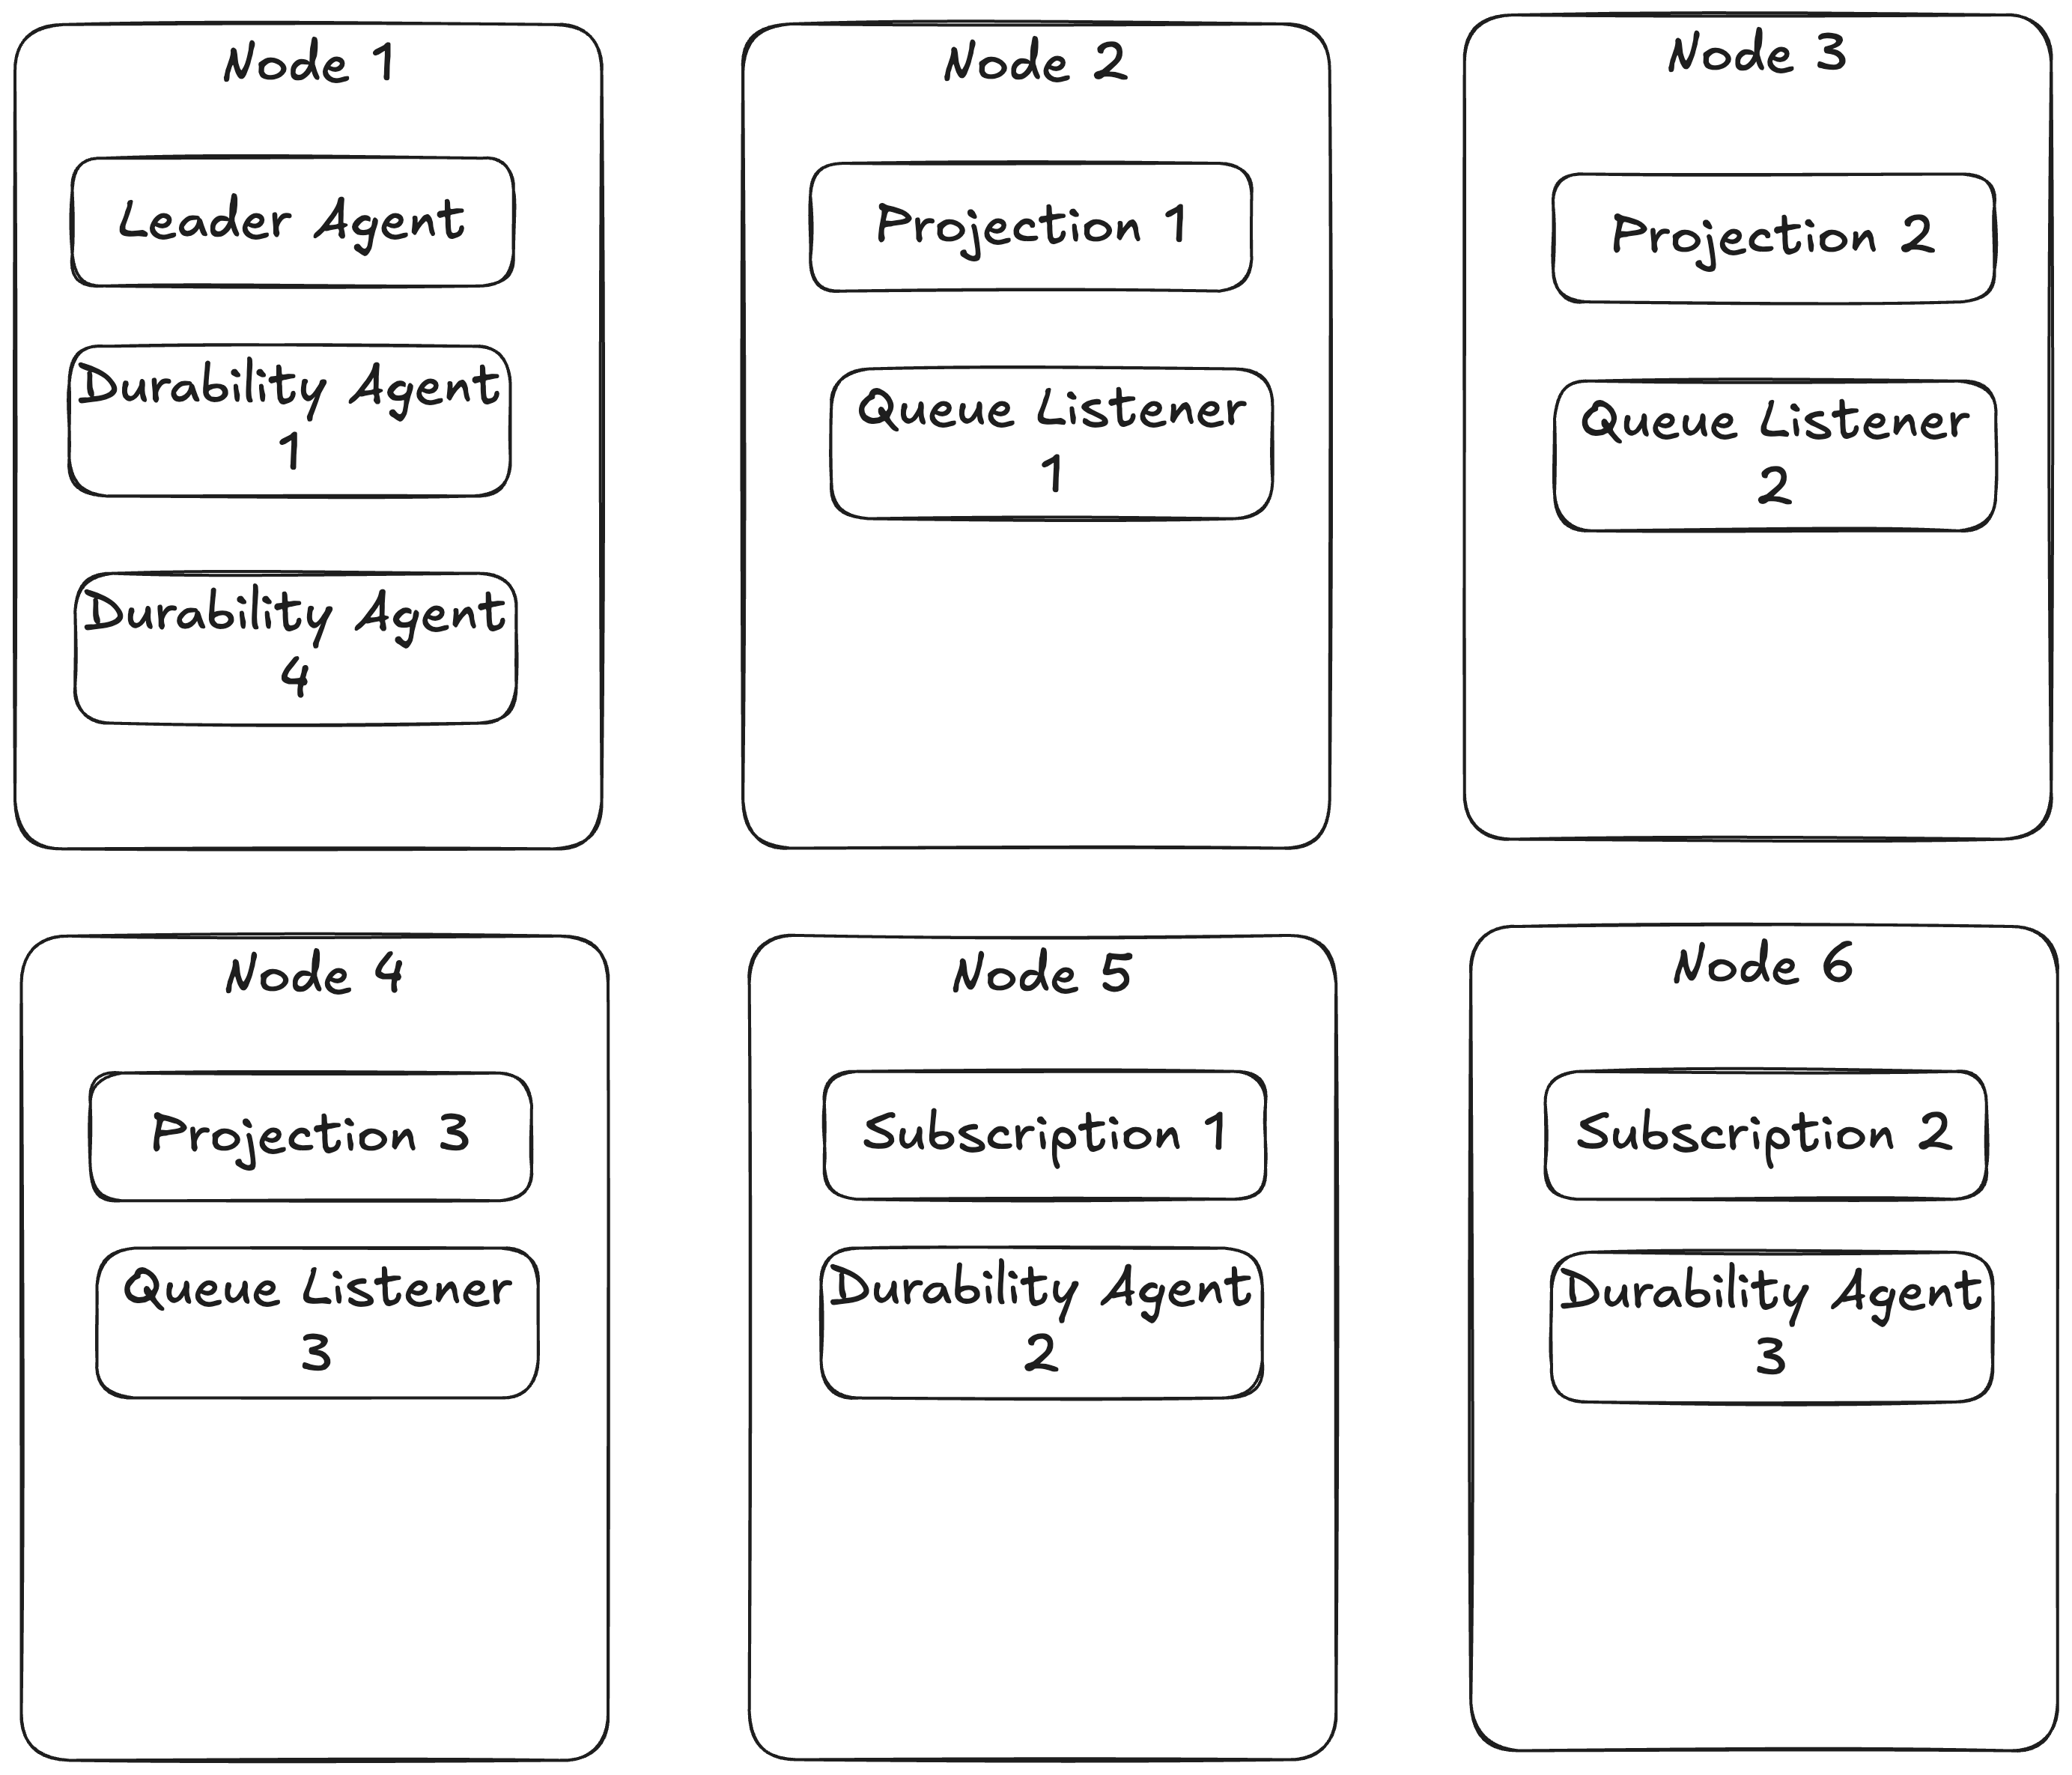 Node 1
Leader Agent
Durability Agent
1
Durability Agent
4
Node 2
Projection 1
Queue Listener
1
Node 3
Projection 2
Queue Listener
2
Node 4
Projection 3
Queue Listener
3
Node 5
Subscription 1
Durability Agent
2
Node 6
Subscription 2
Durability Agent
3